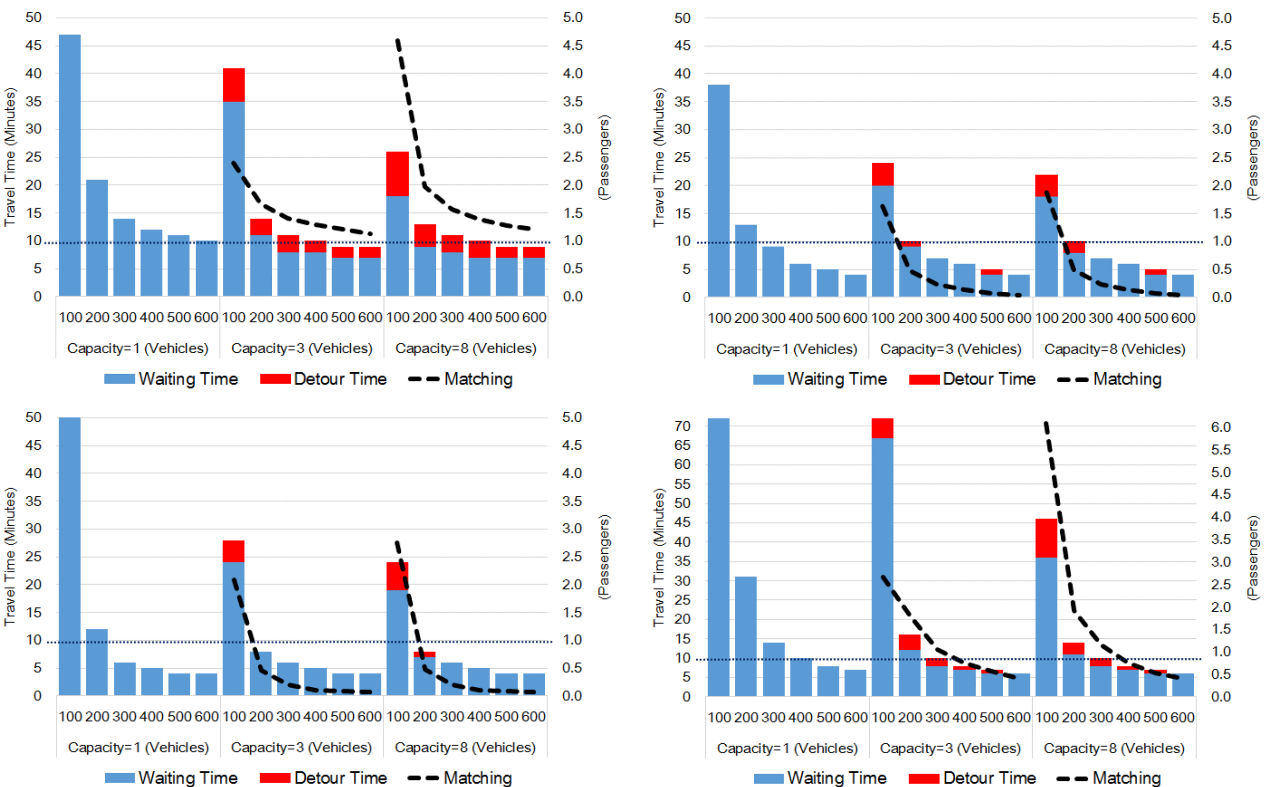 50 5.0
45 4.5
40 4.0
35 3.5
30 3.0
25 2.5
20 2.0
15 1.5
10 1.0
5 0.5
0 0.0
Travel Time (Minutes)
(Passengers)
100 200 300 400 500 600 100 200 300 400 500 600 100 200 300 400 500 600
Capacity=1 (Vehicles) Capacity=3 (Vehicles) Capacity=8 (Vehicles)
Waiting Time Detour Time Matching
50 5.0
45 4.5
40 4.0
35 3.5
30 3.0
25 2.5
20 2.0
15 1.5
10 1.0
5 0.5
0 0.0
Travel Time (Minutes)
(Passengers)
100 200 300 400 500 600 100 200 300 400 500 600 100 200 300 400 500 600
Capacity=1 (Vehicles) Capacity=3 (Vehicles) Capacity=8 (Vehicles)
Waiting Time Detour Time Matching
50 5.0
45 4.5
40 4.0
35 3.5
30 3.0
25 2.5
20 2.0
15 1.5
10 1.0
5 0.5
0 0.0
Travel Time (Minutes)
(Passengers)
100 200 300 400 500 600 100 200 300 400 500 600 100 200 300 400 500 600
Capacity=1 (Vehicles) Capacity=3 (Vehicles) Capacity=8 (Vehicles)
Waiting Time Detour Time Matching
70 6.0
65 5.5
60 5.0
55 4.5
50 4.0
45 3.5
40 3.0
35 2.5
30 2.0
25 1.5
20 1.0
15 0.5
10 0.0
5
0
Travel Time (Minutes)
(Passengers)
100 200 300 400 500 600 100 200 300 400 500 600 100 200 300 400 500 600
Capacity=1 (Vehicles) Capacity=3 (Vehicles) Capacity=8 (Vehicles)
Waiting Time Detour Time Matching